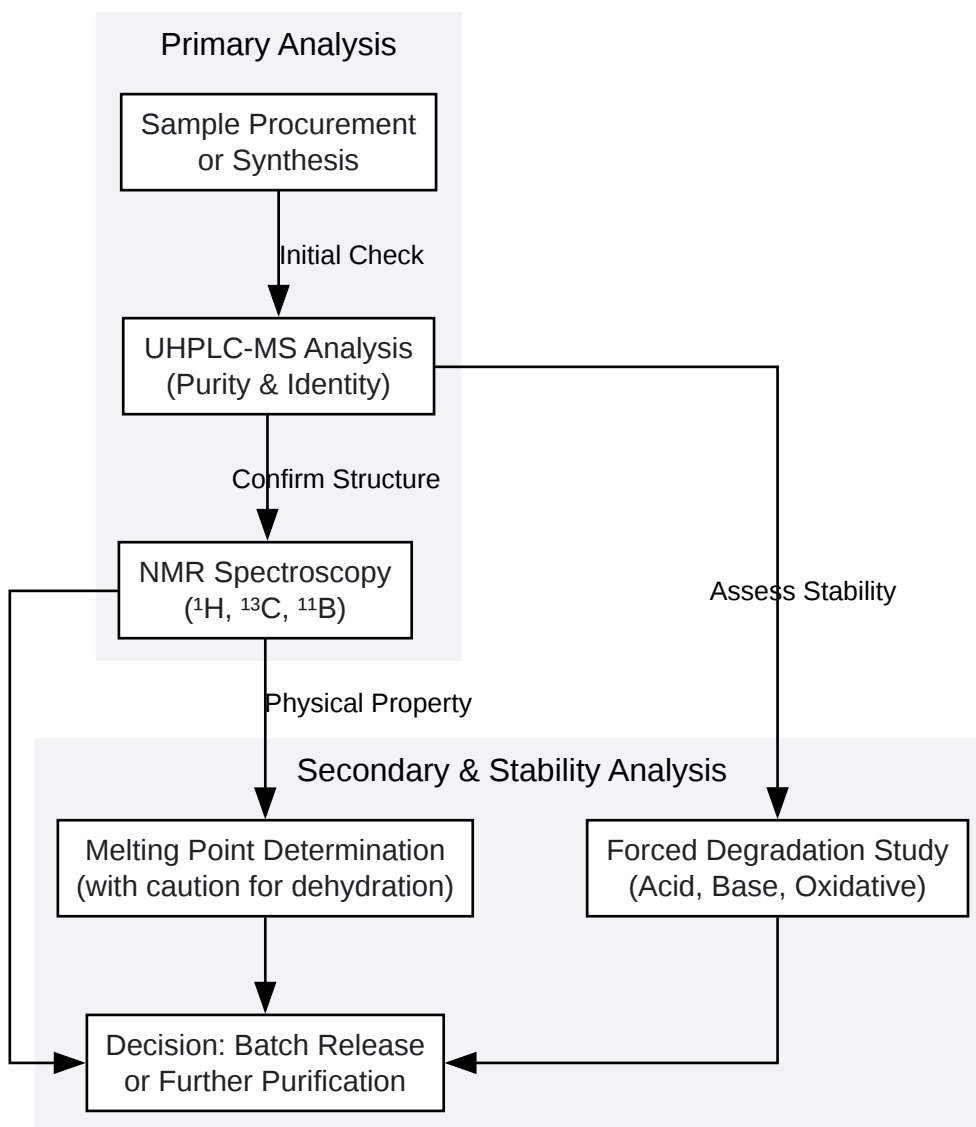 Primary Analysis
Sample Procurement
or Synthesis
Initial Check
UHPLC-MS Analysis
(Purity & Identity)
Confirm Structure
NMR Spectroscopy
(¹H, ¹³C, ¹¹B)
Assess Stability
Physical Property
Secondary & Stability Analysis
Melting Point Determination
(with caution for dehydration)
Forced Degradation Study
(Acid, Base, Oxidative)
Decision: Batch Release
or Further Purification